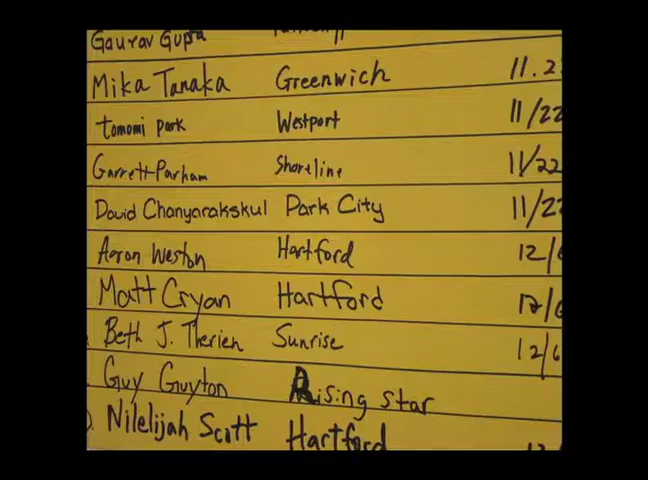 Gaurav Gupta
Mika Tanaka Greenwich 11.2
tomomi park Westport 11/22
Garrett Parham Shoreline 11/22
David Chanyarakskul Park City 11/22
Aaron Weston Hartford 12/6
Matt Cryan Hartford 12/6
Beth J. Therien Sunrise 12/6
Guy Guyton Rising Star
Nilelijah Scott Hartford